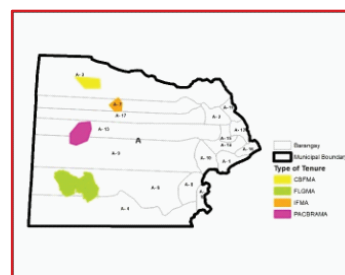 A- 3
A- 7
A- 17
A- 2
A- 13
A
A- 9
A- 10
A- 1
A- 6
A- 8
A- 4
Barangay
Municipal Boundary
Type of Tenure
CBFMA
FLGMA
IFMA
PACBRAMA